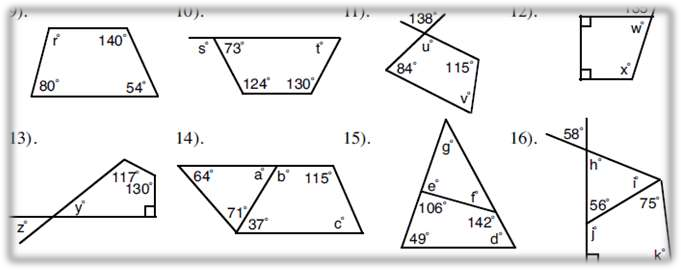 9). 10). 11). 12).
r° 140° 80° 54°
s° 73° t° 124° 130°
138° u° 84° 115° v°
w° x°
13). 14). 15). 16).
117° 130° y° z°
64° a° b° 115° 71° 37° c°
g° e° f° 106° 142° 49° d°
58° h° i° 56° 75° j° k°